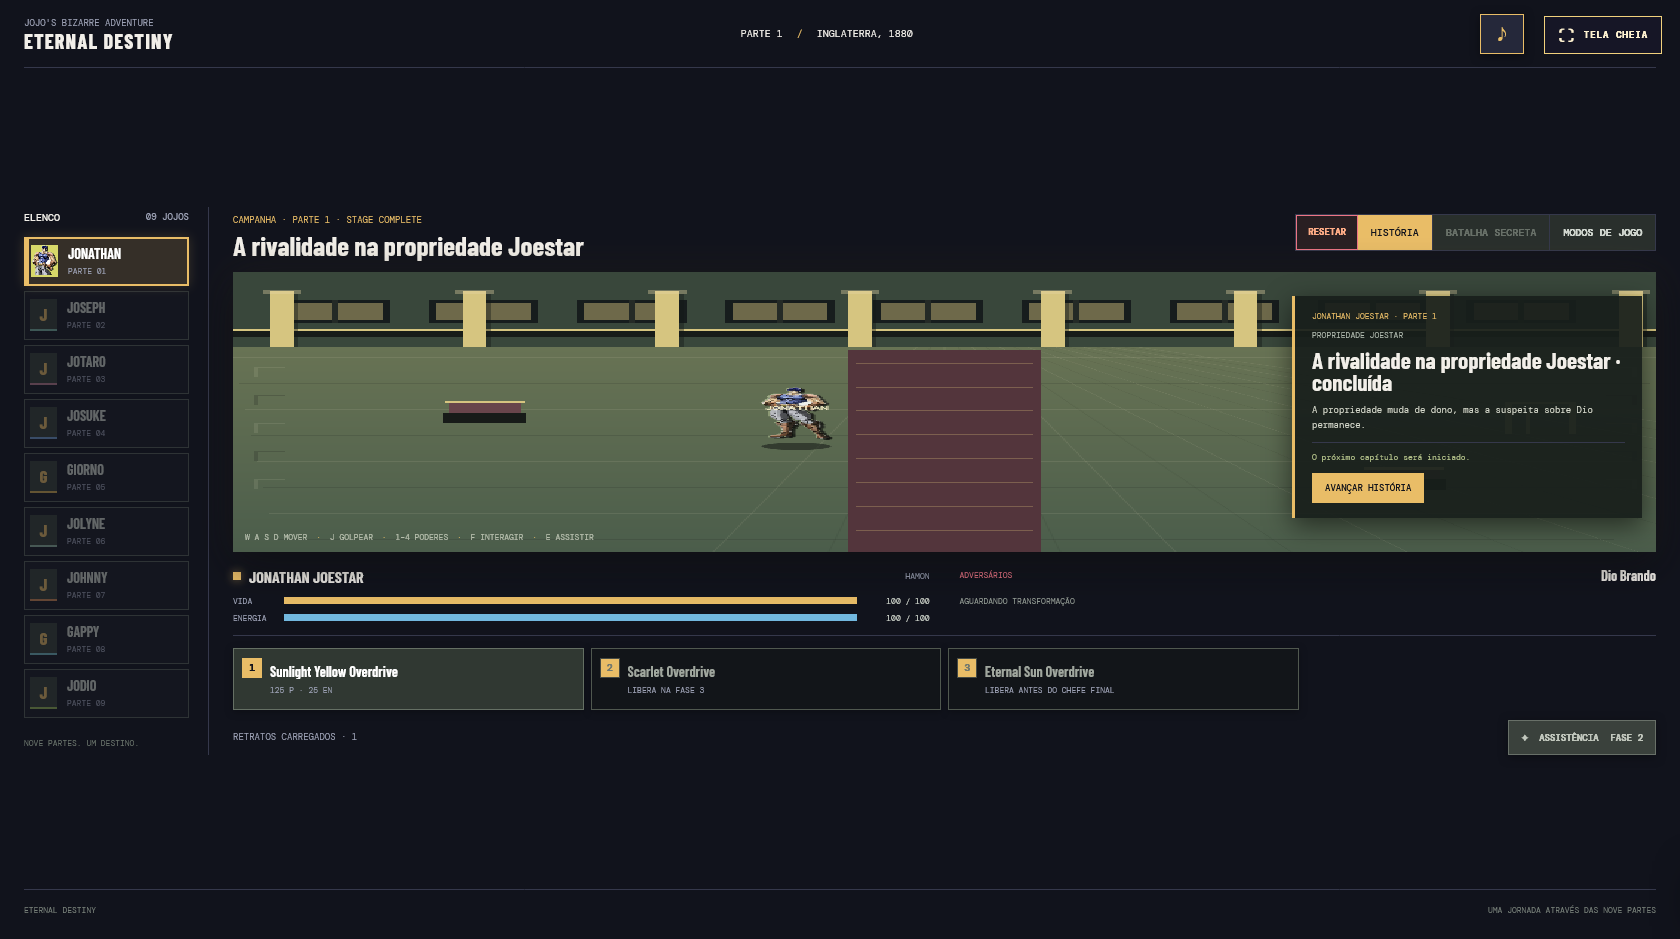 JOJO'S BIZARRE ADVENTURE
ETERNAL DESTINY
PARTE 1 / INGLATERRA, 1880
♪
TELA CHEIA
ELENCO 09 JOJOS
JONATHAN
PARTE 01
J JOSEPH
PARTE 02
J JOTARO
PARTE 03
J JOSUKE
PARTE 04
G GIORNO
PARTE 05
J JOLYNE
PARTE 06
J JOHNNY
PARTE 07
G GAPPY
PARTE 08
J JODIO
PARTE 09
NOVE PARTES. UM DESTINO.
CAMPANHA · PARTE 1 · STAGE COMPLETE
A rivalidade na propriedade Joestar
RESETAR HISTÓRIA BATALHA SECRETA MODOS DE JOGO
JONATHAN JOESTAR · PARTE 1
PROPRIEDADE JOESTAR
A rivalidade na propriedade Joestar ·
concluída
A propriedade muda de dono, mas a suspeita sobre Dio
permanece.
O próximo capítulo será iniciado.
AVANÇAR HISTÓRIA
W A S D MOVER · J GOLPEAR · 1–4 PODERES · F INTERAGIR · E ASSISTIR
JONATHAN JOESTAR HAMON
VIDA 100 / 100
ENERGIA 100 / 100
ADVERSÁRIOS Dio Brando
AGUARDANDO TRANSFORMAÇÃO
1 Sunlight Yellow Overdrive
125 P · 25 EN
2 Scarlet Overdrive
LIBERA NA FASE 3
3 Eternal Sun Overdrive
LIBERA ANTES DO CHEFE FINAL
RETRATOS CARREGADOS · 1
✦ ASSISTÊNCIA FASE 2
ETERNAL DESTINY
UMA JORNADA ATRAVÉS DAS NOVE PARTES